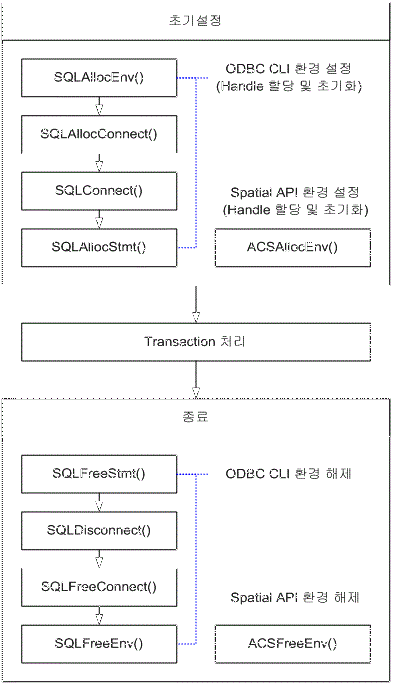 초기설정
SQLAllocEnv()
ODBC CLI 환경 설정
(Handle 할당 및 초기화)
SQLAllocConnect()
SQLConnect()
Spatial API 환경 설정
(Handle 할당 및 초기화)
SQLAllocStmt()
ACSAllocEnv()
Transaction 처리
종료
SQLFreeStmt()
ODBC CLI 환경 해제
SQLDisconnect()
SQLFreeConnect()
Spatial API 환경 해제
SQLFreeEnv()
ACSFreeEnv()